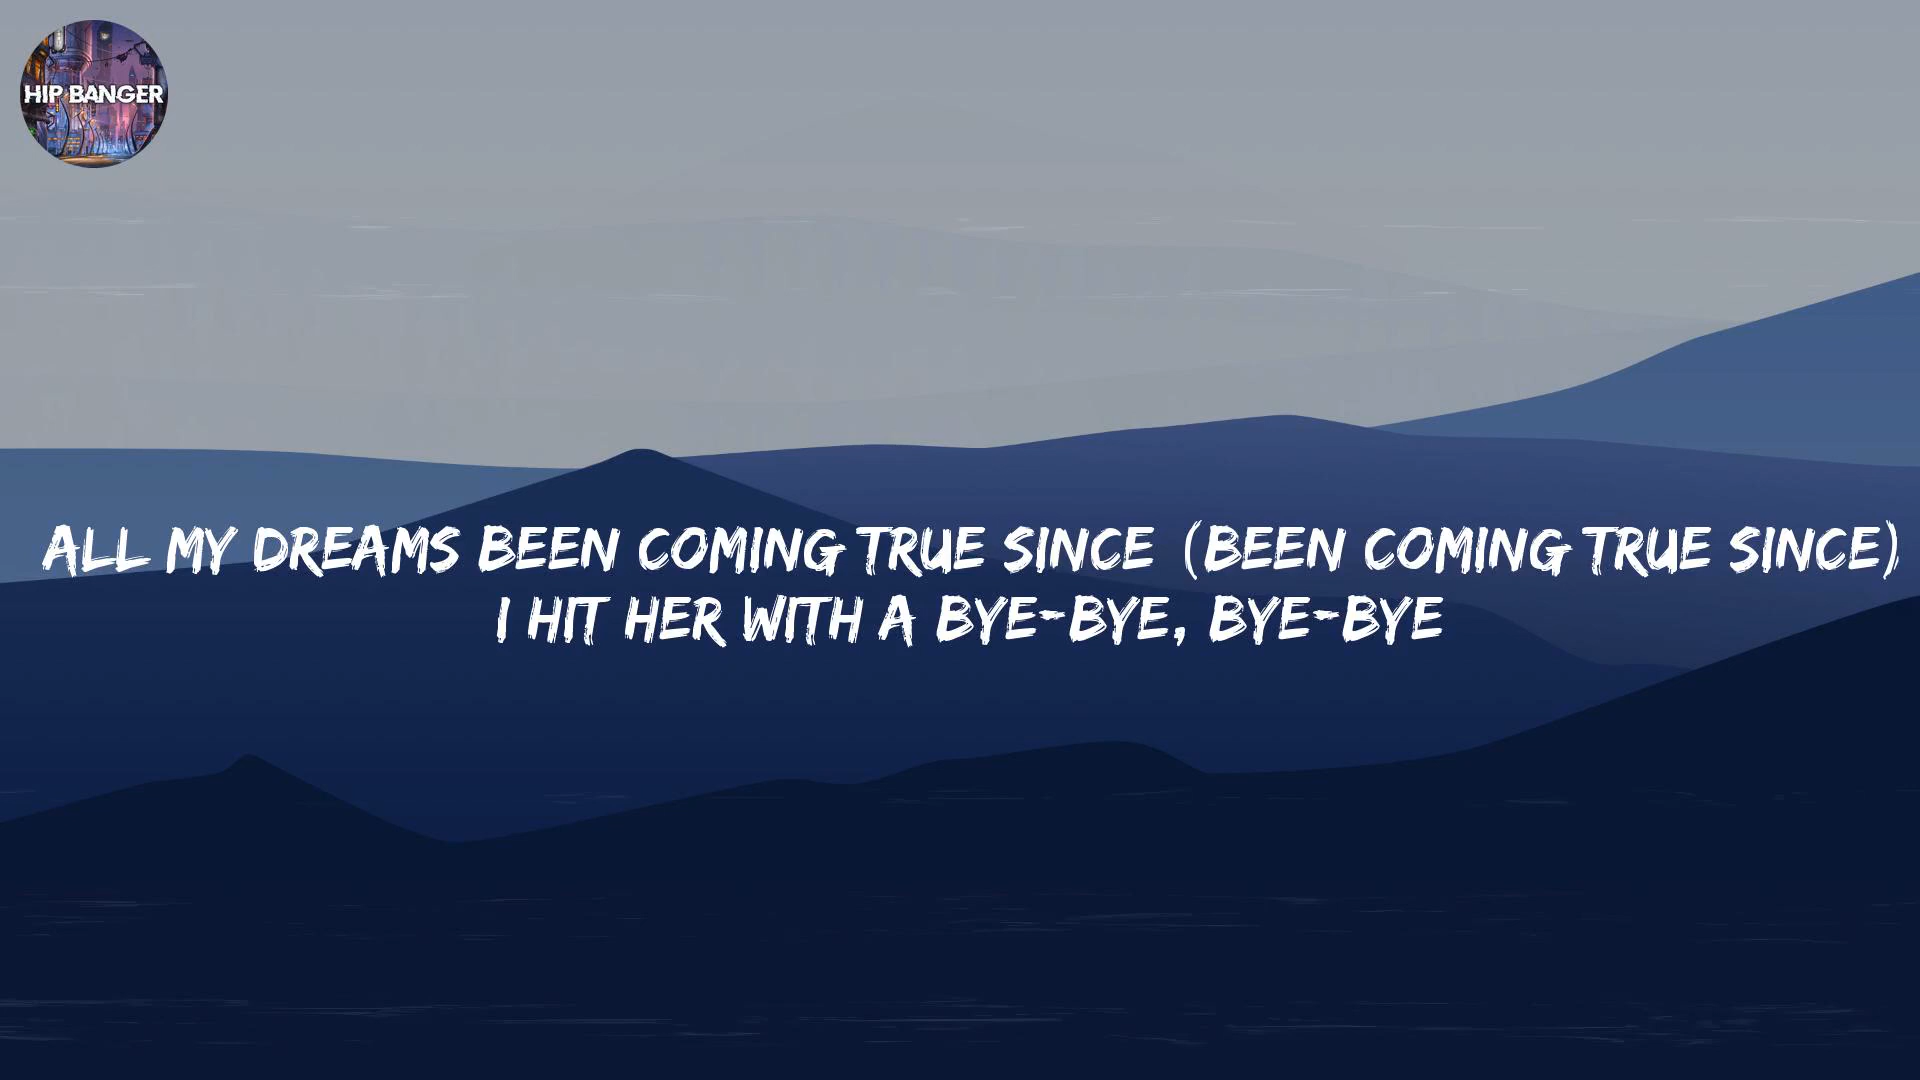 HIP BANGER
ALL MY DREAMS BEEN COMING TRUE SINCE (BEEN COMING TRUE SINCE)
I HIT HER WITH A BYE-BYE, BYE-BYE